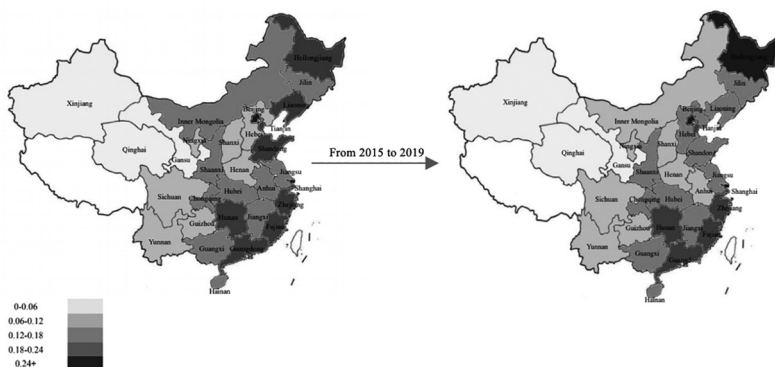 Heilongjiang
Jilin
Liaoning
Beijing
Tianjin
Inner Mongolia
Hebei
Ningxia
Shanxi
Shandong
Xinjiang
Qinghai
Gansu
Shaanxi
Henan
Jiangsu
Shanghai
Anhui
Sichuan
Chongqing
Hubei
Zhejiang
Hunan
Jiangxi
Guizhou
Fujian
Yunnan
Guangxi
Guangdong
Hainan
From 2015 to 2019
Heilongjiang
Jilin
Beijing
Liaoning
Tianjin
Inner Mongolia
Hebei
Ningxia
Shanxi
Shandong
Xinjiang
Qinghai
Gansu
Shaanxi
Henan
Jiangsu
Anhui
Shanghai
Sichuan
Chongqing
Hubei
Zhejiang
Guizhou
Hunan
Jiangxi
Fujian
Yunnan
Guangxi
Hainan
0-0.06
0.06-0.12
0.12-0.18
0.18-0.24
0.24+